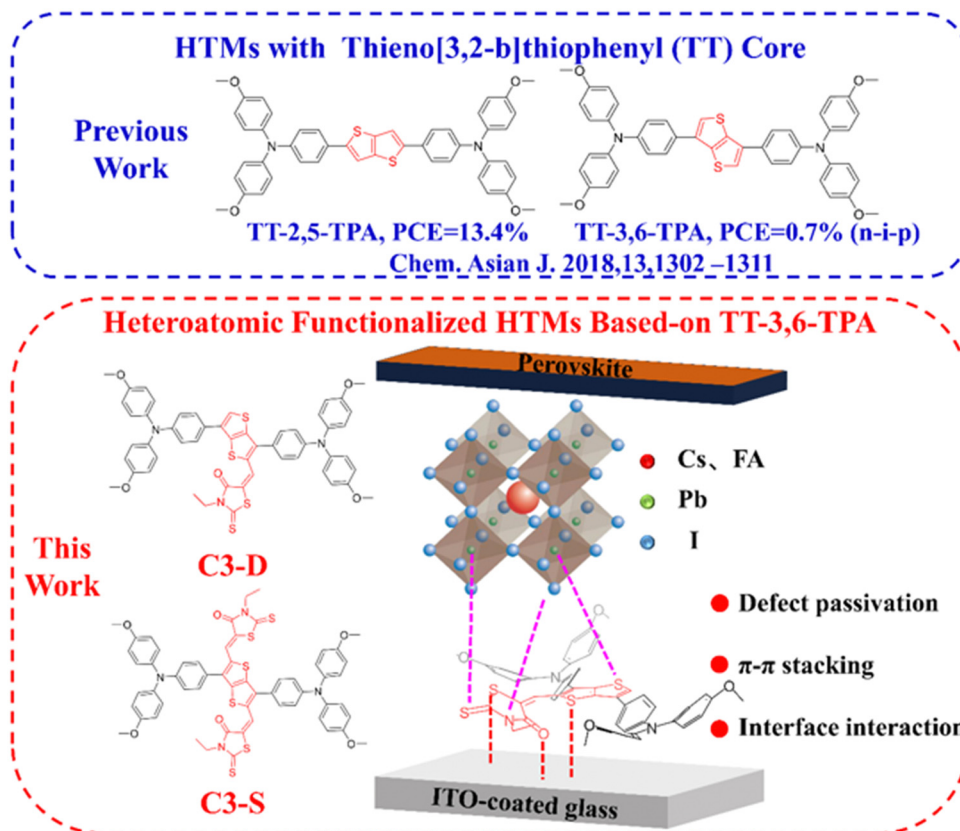 HTMs with Thieno[3,2-b]thiophenyl (TT) Core
Previous
Work
TT-2,5-TPA, PCE=13.4%
TT-3,6-TPA, PCE=0.7% (n-i-p)
Chem. Asian J. 2018,13,1302 –1311
Heteroatomic Functionalized HTMs Based-on TT-3,6-TPA
This
Work
C3-D
C3-S
Perovskite
Cs、FA
Pb
I
Defect passivation
π-π stacking
Interface interaction
ITO-coated glass